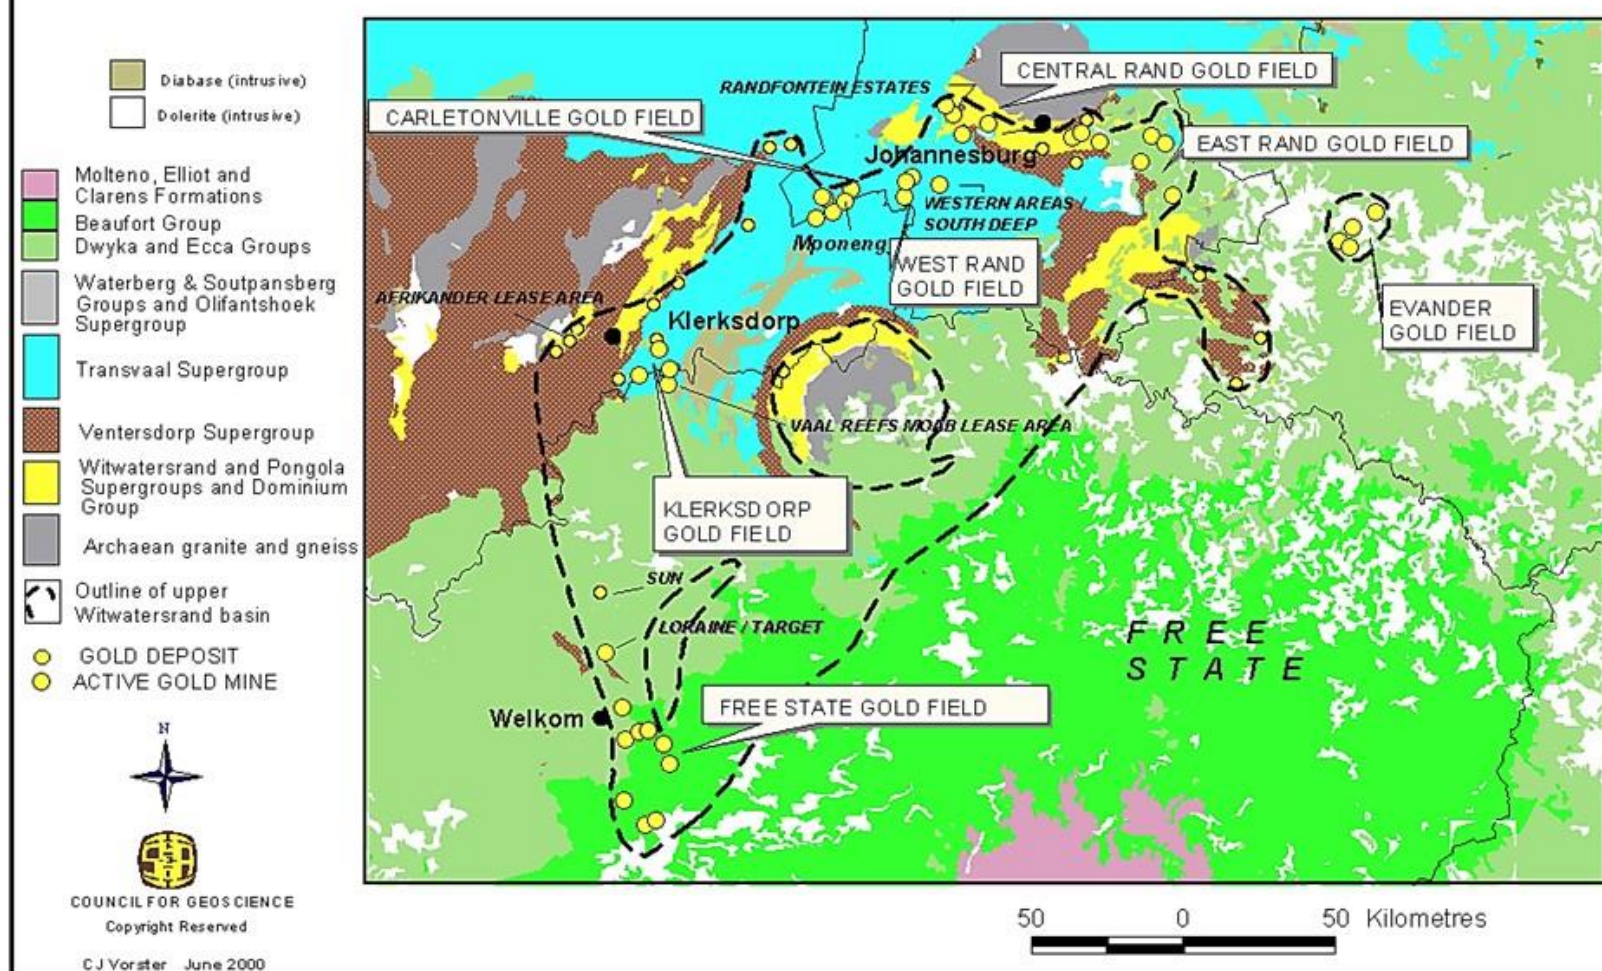 Diabase (intrusive)
Dolerite (intrusive)
Molteno, Elliot and
Clarens Formations
Beaufort Group
Dwyka and Ecca Groups
Waterberg & Soutpansberg
Groups and Olifantshoek
Supergroup
Transvaal Supergroup
Ventersdorp Supergroup
Witwatersrand and Pongola
Supergroups and Dominium
Group
Archaean granite and gneiss
Outline of upper
Witwatersrand basin
GOLD DEPOSIT
ACTIVE GOLD MINE
N
COUNCIL FOR GEOSCIENCE
Copyright Reserved
CJ Vorster June 2000
CENTRAL RAND GOLD FIELD
RANDFONTEIN ESTATES
CARLETONVILLE GOLD FIELD
EAST RAND GOLD FIELD
Johannesburg
WESTERN AREAS /
SOUTH DEEP
Mponeng
WEST RAND
GOLD FIELD
AFRIKANDER LEASE AREA
EVANDER
GOLD FIELD
Klerksdorp
VAAL REEFS MOAB LEASE AREA
KLERKSDORP
GOLD FIELD
SUN
LORAINE / TARGET
FREE
STATE
FREE STATE GOLD FIELD
Welkom
50 0 50 Kilometres